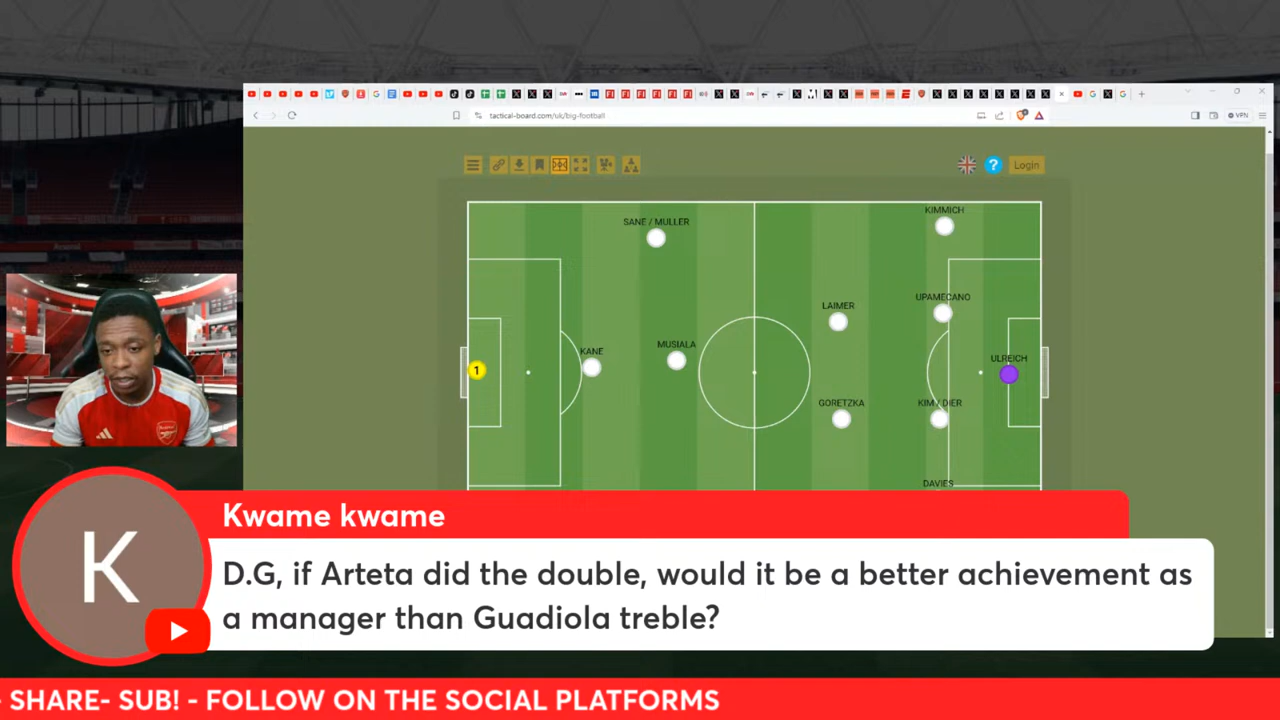 tactical-board.com/uk/big-football
VPN
? Login
SANE / MULLER
KIMMICH
LAIMER
UPAMECANO
KANE
MUSIALA
ULREICH
1
GORETZKA
KIM / DIER
DAVIES
K
Kwame kwame
D.G, if Arteta did the double, would it be a better achievement as
a manager than Guadiola treble?
- SHARE- SUB! - FOLLOW ON THE SOCIAL PLATFORMS